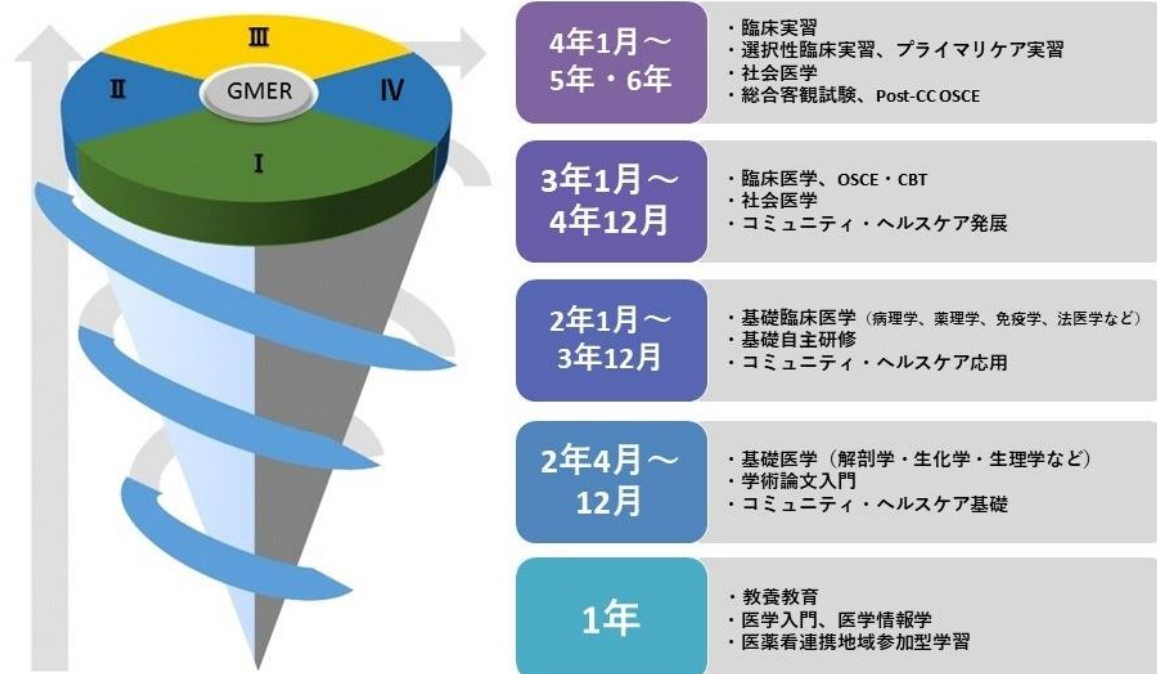 Ⅲ
Ⅱ
GMER
Ⅳ
Ⅰ
4年1月～
5年・6年
・臨床実習
・選択性臨床実習、プライマリケア実習
・社会医学
・総合客観試験、Post-CC OSCE
3年1月～
4年12月
・臨床医学、OSCE・CBT
・社会医学
・コミュニティ・ヘルスケア発展
2年1月～
3年12月
・基礎臨床医学（病理学、薬理学、免疫学、法医学など）
・基礎自主研修
・コミュニティ・ヘルスケア応用
2年4月～
12月
・基礎医学（解剖学・生化学・生理学など）
・学術論文入門
・コミュニティ・ヘルスケア基礎
1年
・教養教育
・医学入門、医学情報学
・医薬看連携地域参加型学習